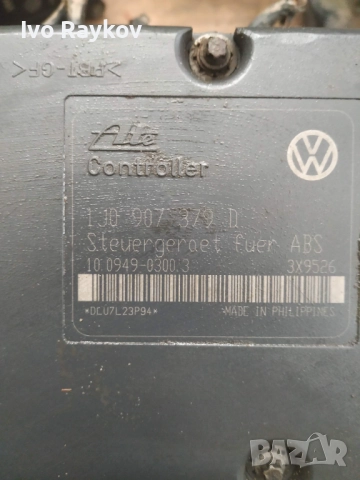 Ivo Raykov
>PBT-GF<
Ate
Controller
1J0 907 379 D
Steuergeraet fuer ABS
10.0949-0300.3 3X9526
*DCU7L23P94* MADE IN PHILIPPINES
bazar